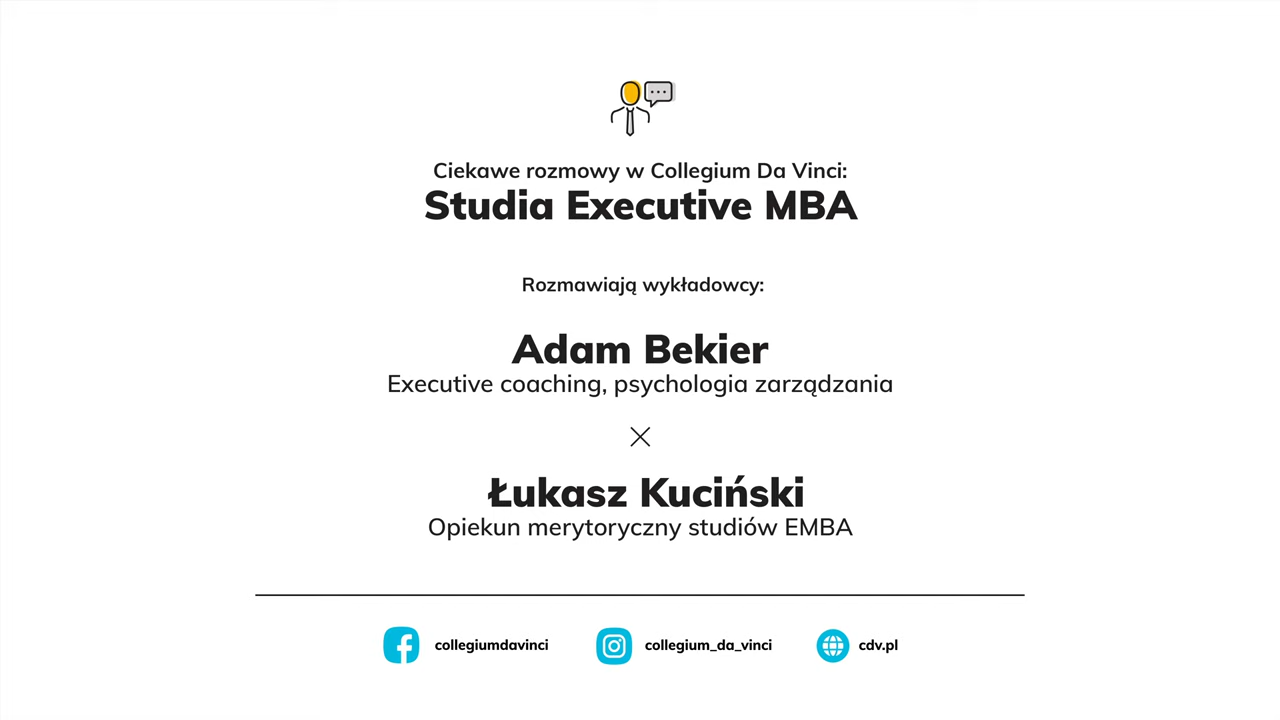 Ciekawe rozmowy w Collegium Da Vinci:
Studia Executive MBA
Rozmawiają wykładowcy:
Adam Bekier
Executive coaching, psychologia zarządzania
Łukasz Kuciński
Opiekun merytoryczny studiów EMBA
collegiumdavinci collegium_da_vinci cdv.pl